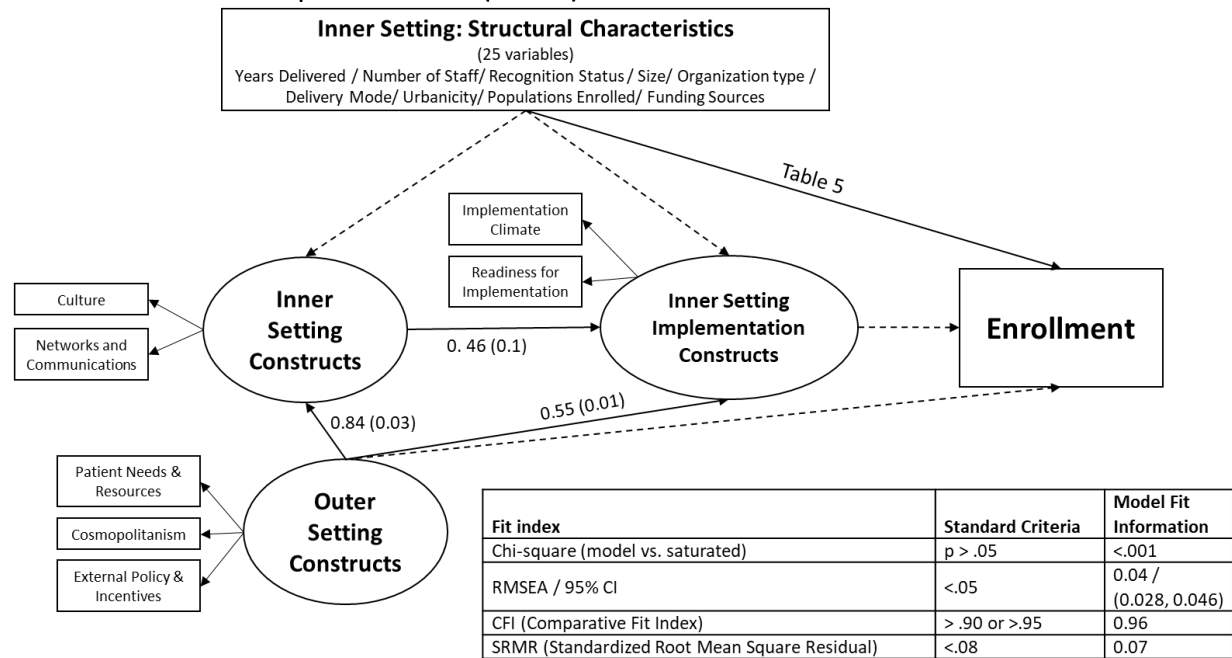 Inner Setting: Structural Characteristics
(25 variables)
Years Delivered / Number of Staff/ Recognition Status / Size/ Organization type /
Delivery Mode/ Urbanicity/ Populations Enrolled/ Funding Sources
Table 5
Implementation
Climate
Readiness for
Implementation
Culture
Networks and
Communications
Inner
Setting
Constructs
0. 46 (0.1)
Inner Setting
Implementation
Constructs
Enrollment
0.84 (0.03)
0.55 (0.01)
Patient Needs &
Resources
Cosmopolitanism
External Policy &
Incentives
Outer
Setting
Constructs
Fit index Standard Criteria Model Fit
Information
Chi-square (model vs. saturated) p > .05 <.001
RMSEA / 95% CI <.05 0.04 /
(0.028, 0.046)
CFI (Comparative Fit Index) > .90 or >.95 0.96
SRMR (Standardized Root Mean Square Residual) <.08 0.07